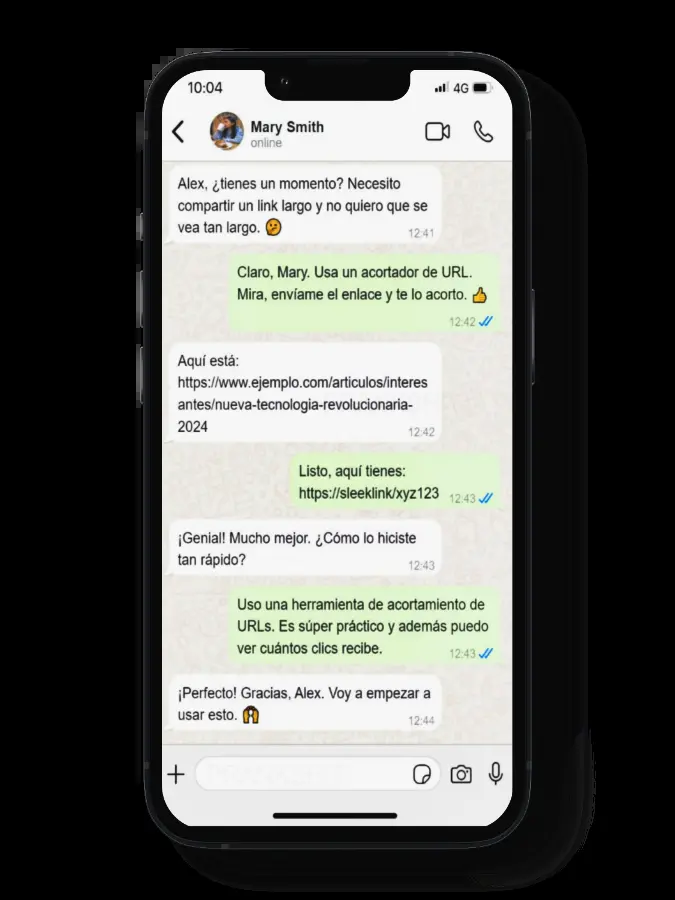 10:04
4G
Mary Smith
online
Alex, ¿tienes un momento? Necesito
compartir un link largo y no quiero que se
vea tan largo. 🤔
12:41
Claro, Mary. Usa un acortador de URL.
Mira, envíame el enlace y te lo acorto. 👍
12:42
Aquí está:
https://www.ejemplo.com/articulos/interes
antes/nueva-tecnologia-revolucionaria-
2024
12:42
Listo, aquí tienes:
https://sleeklink/xyz123
12:43
¡Genial! Mucho mejor. ¿Cómo lo hiciste
tan rápido?
12:43
Uso una herramienta de acortamiento de
URLs. Es súper práctico y además puedo
ver cuántos clics recibe.
12:43
¡Perfecto! Gracias, Alex. Voy a empezar a
usar esto. 🙌
12:44